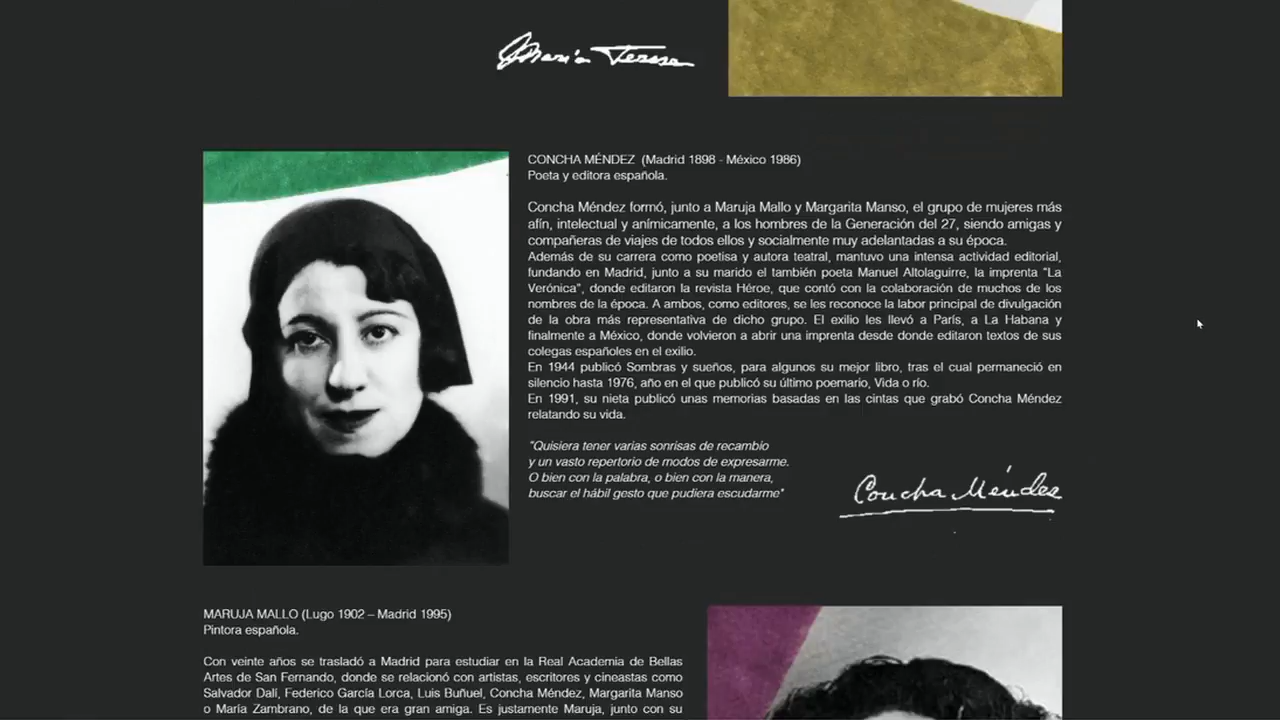 María Teresa
CONCHA MÉNDEZ (Madrid 1898 - México 1986)
Poeta y editora española.
Concha Méndez formó, junto a Maruja Mallo y Margarita Manso, el grupo de mujeres más
afín, intelectual y anímicamente, a los hombres de la Generación del 27, siendo amigas y
compañeras de viajes de todos ellos y socialmente muy adelantadas a su época.
Además de su carrera como poetisa y autora teatral, mantuvo una intensa actividad editorial,
fundando en Madrid, junto a su marido el también poeta Manuel Altolaguirre, la imprenta "La
Verónica", donde editaron la revista Héroe, que contó con la colaboración de muchos de los
nombres de la época. A ambos, como editores, se les reconoce la labor principal de divulgación
de la obra más representativa de dicho grupo. El exilio les llevó a París, a La Habana y
finalmente a México, donde volvieron a abrir una imprenta desde donde editaron textos de sus
colegas españoles en el exilio.
En 1944 publicó Sombras y sueños, para algunos su mejor libro, tras el cual permaneció en
silencio hasta 1976, año en el que publicó su último poemario, Vida o río.
En 1991, su nieta publicó unas memorias basadas en las cintas que grabó Concha Méndez
relatando su vida.
"Quisiera tener varias sonrisas de recambio
y un vasto repertorio de modos de expresarme.
O bien con la palabra, o bien con la manera,
buscar el hábil gesto que pudiera escudarme"
Concha Méndez
MARUJA MALLO (Lugo 1902 – Madrid 1995)
Pintora española.
Con veinte años se trasladó a Madrid para estudiar en la Real Academia de Bellas
Artes de San Fernando, donde se relacionó con artistas, escritores y cineastas como
Salvador Dalí, Federico García Lorca, Luis Buñuel, Concha Méndez, Margarita Manso
o María Zambrano, de la que era gran amiga. Es justamente Maruja, junto con su